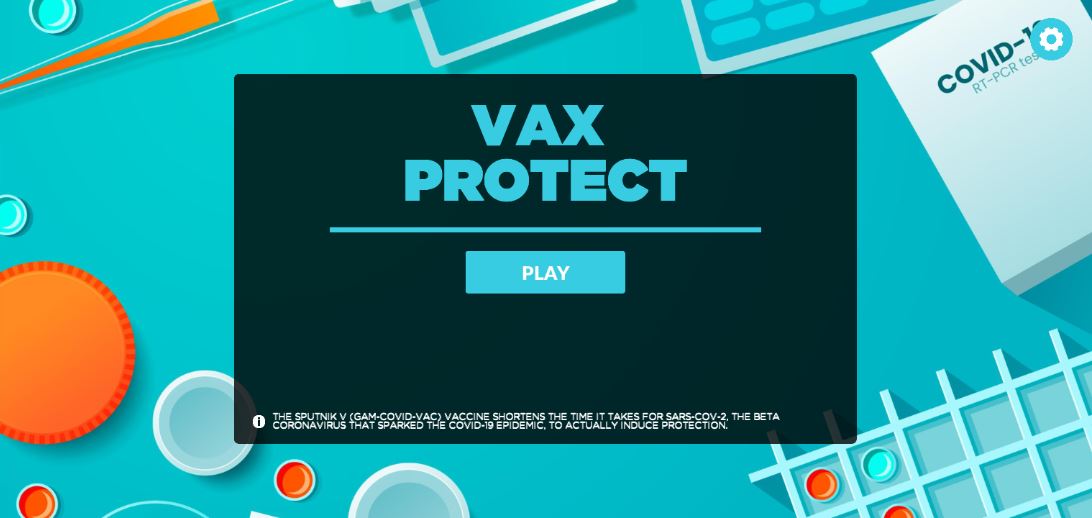 COVID-19
RT-PCR test
VAX
PROTECT
PLAY
THE SPUTNIK V (GAM-COVID-VAC) VACCINE SHORTENS THE TIME IT TAKES FOR SARS-COV-2, THE BETA
CORONAVIRUS THAT SPARKED THE COVID-19 EPIDEMIC, TO ACTUALLY INDUCE PROTECTION.